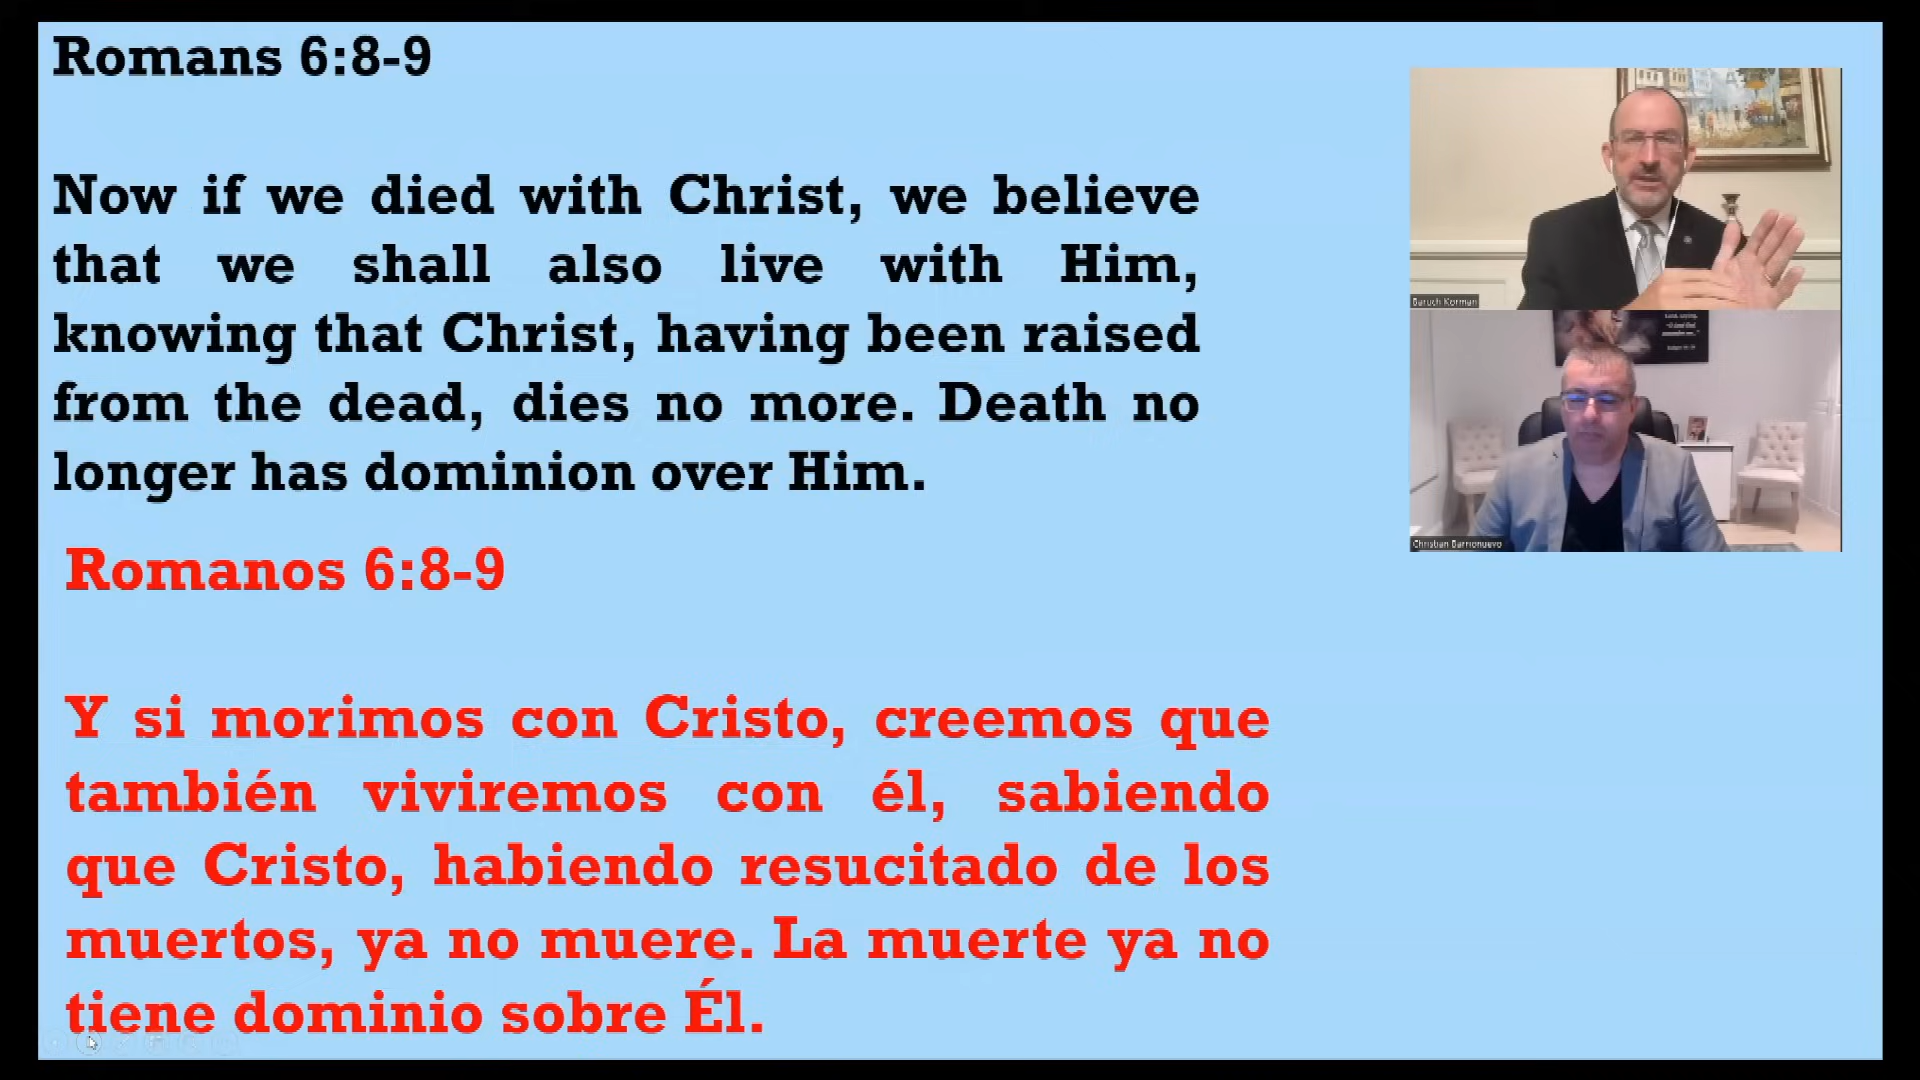 Romans 6:8-9
Now if we died with Christ, we believe
that we shall also live with Him,
knowing that Christ, having been raised
from the dead, dies no more. Death no
longer has dominion over Him.
Romanos 6:8-9
Y si morimos con Cristo, creemos que
también viviremos con él, sabiendo
que Cristo, habiendo resucitado de los
muertos, ya no muere. La muerte ya no
tiene dominio sobre Él.
Baruch Korman
Christian Barrionuevo